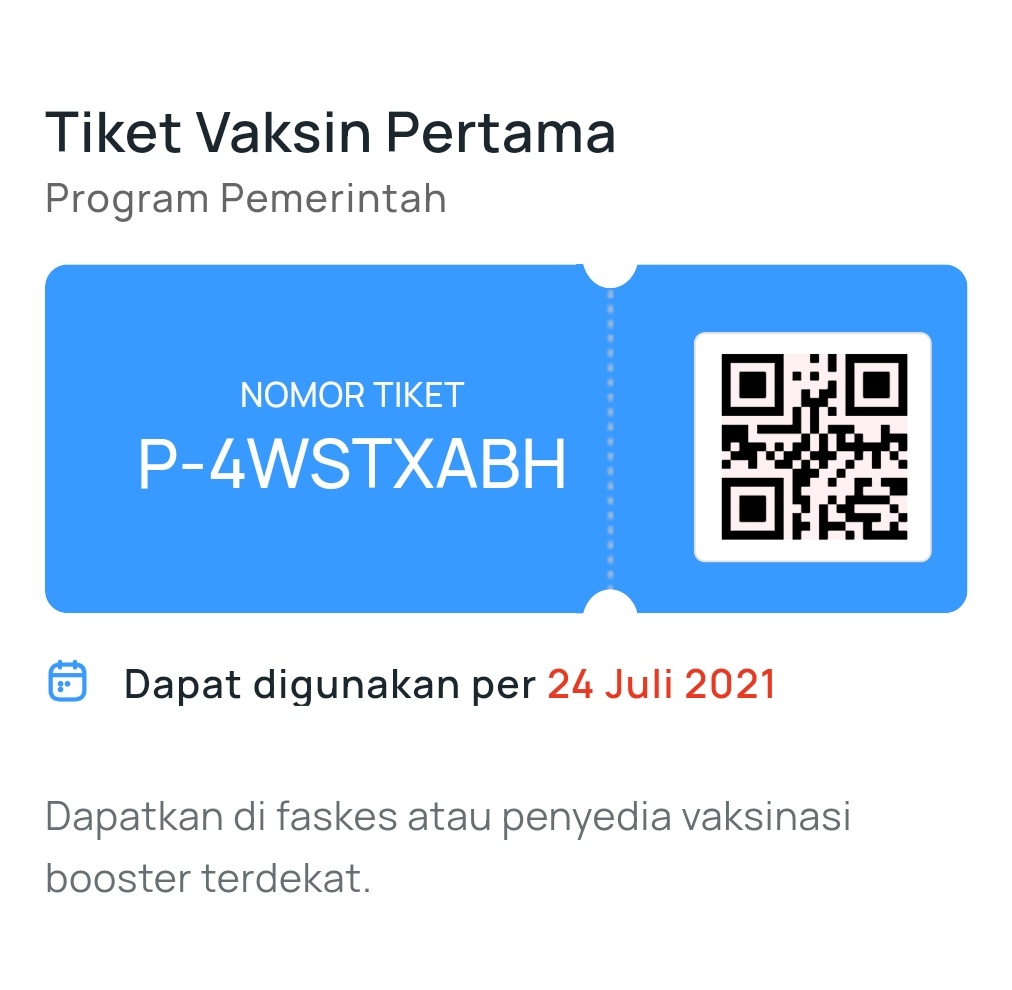 Tiket Vaksin Pertama
Program Pemerintah
NOMOR TIKET
P-4WSTXABH
Dapat digunakan per 24 Juli 2021
Dapatkan di faskes atau penyedia vaksinasi
booster terdekat.